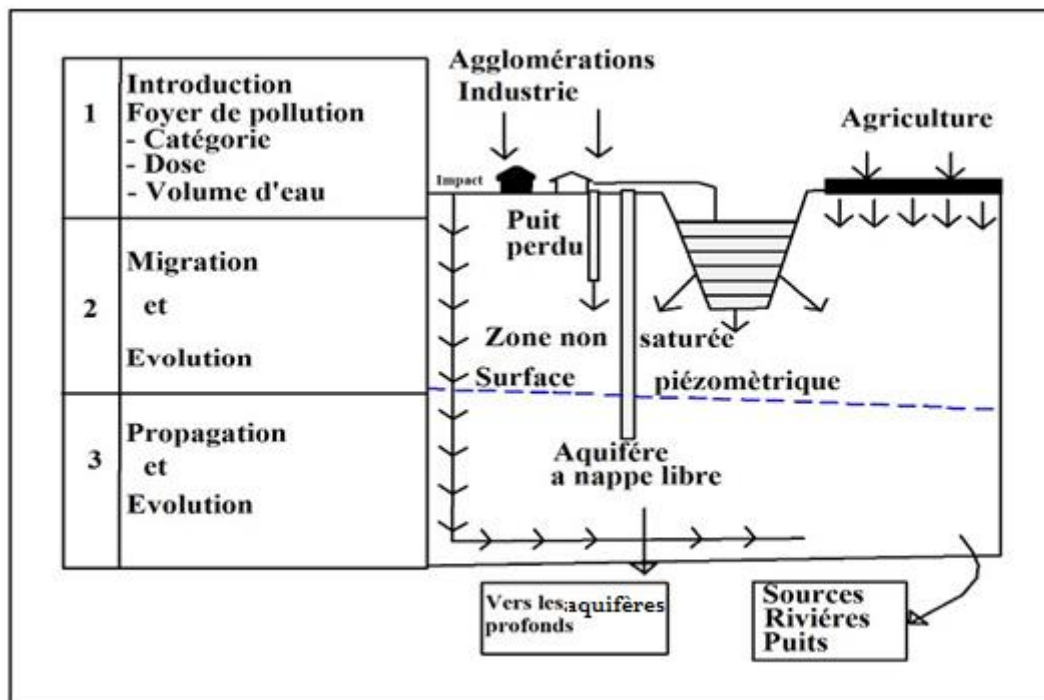 1
Introduction
Foyer de pollution
- Catégorie
- Dose
- Volume d'eau
2
Migration
et
Evolution
3
Propagation
et
Evolution
Agglomérations
Industrie
Agriculture
Impact
Puit
perdu
Zone non saturée
Surface piézomètrique
Aquifére
a nappe libre
Vers les aquifères
profonds
Sources
Riviéres
Puits